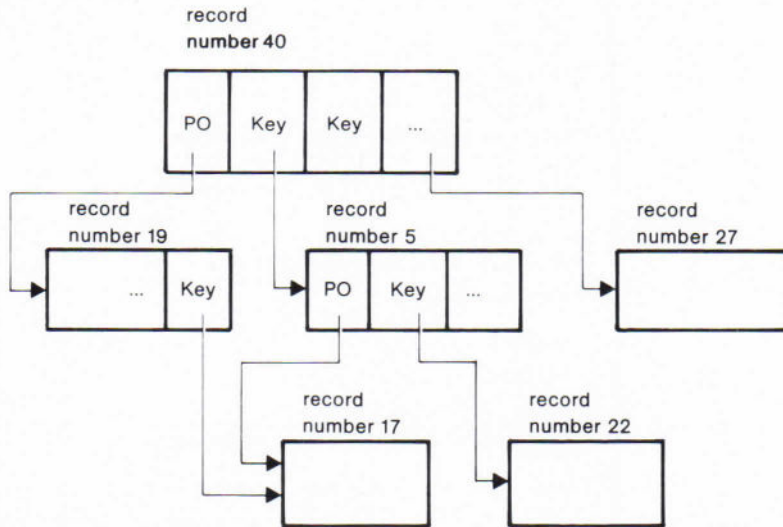 record
number 40
PO Key Key ...
record
number 19
record
number 5
record
number 27
... Key
PO Key ...
record
number 17
record
number 22